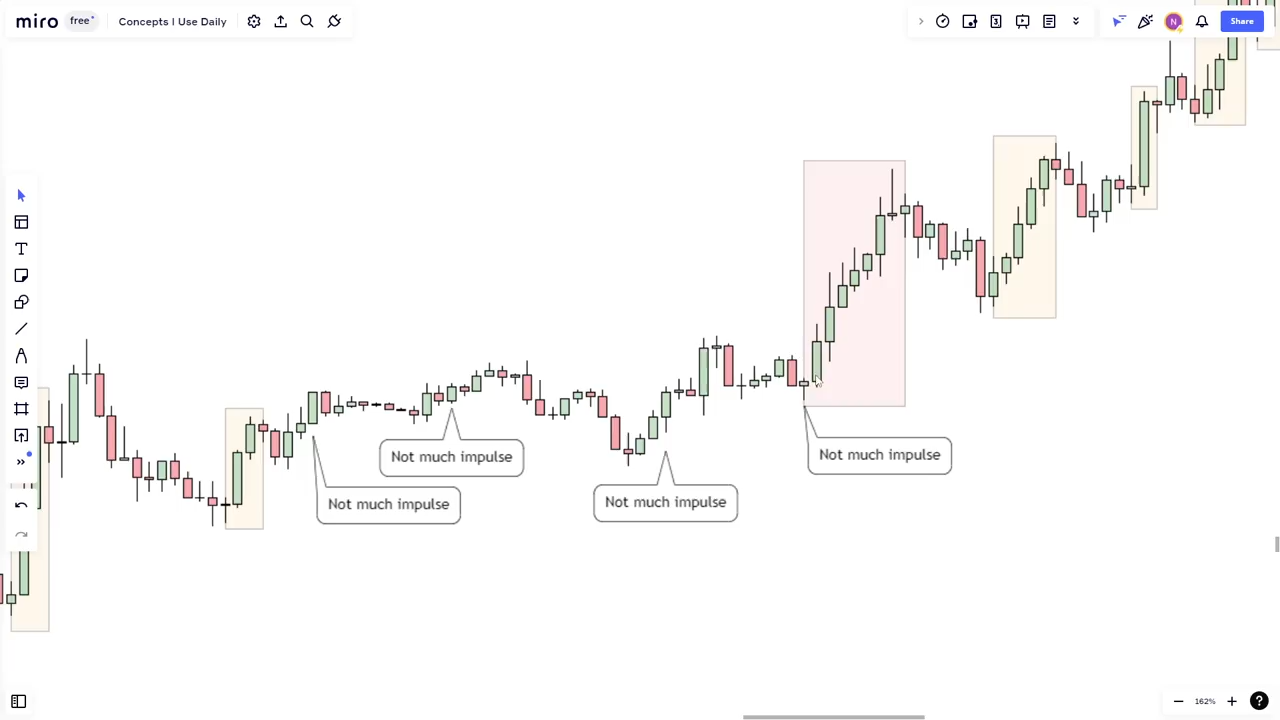 miro free Concepts I Use Daily
3 N Share
Not much impulse
Not much impulse
Not much impulse
Not much impulse
162% ?